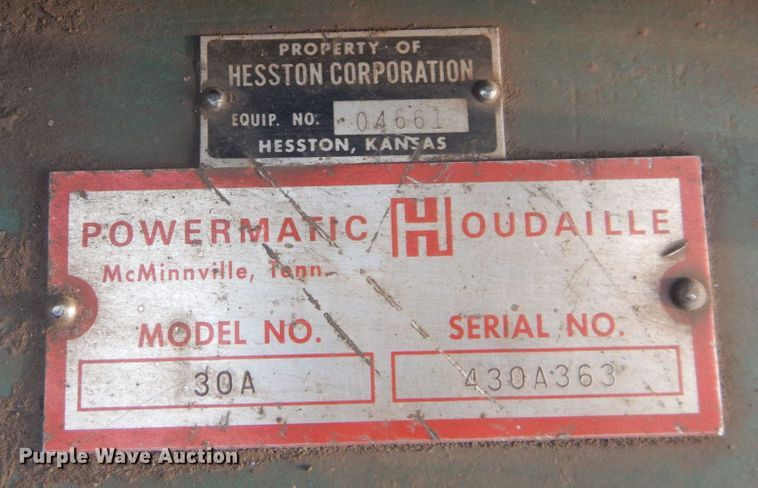 PROPERTY OF
HESSTON CORPORATION
EQUIP. NO. 04661
HESSTON, KANSAS
POWERMATIC HOUDAILLE
McMinnville, Tenn.
MODEL NO. SERIAL NO.
30A 430A363
Purple Wave Auction